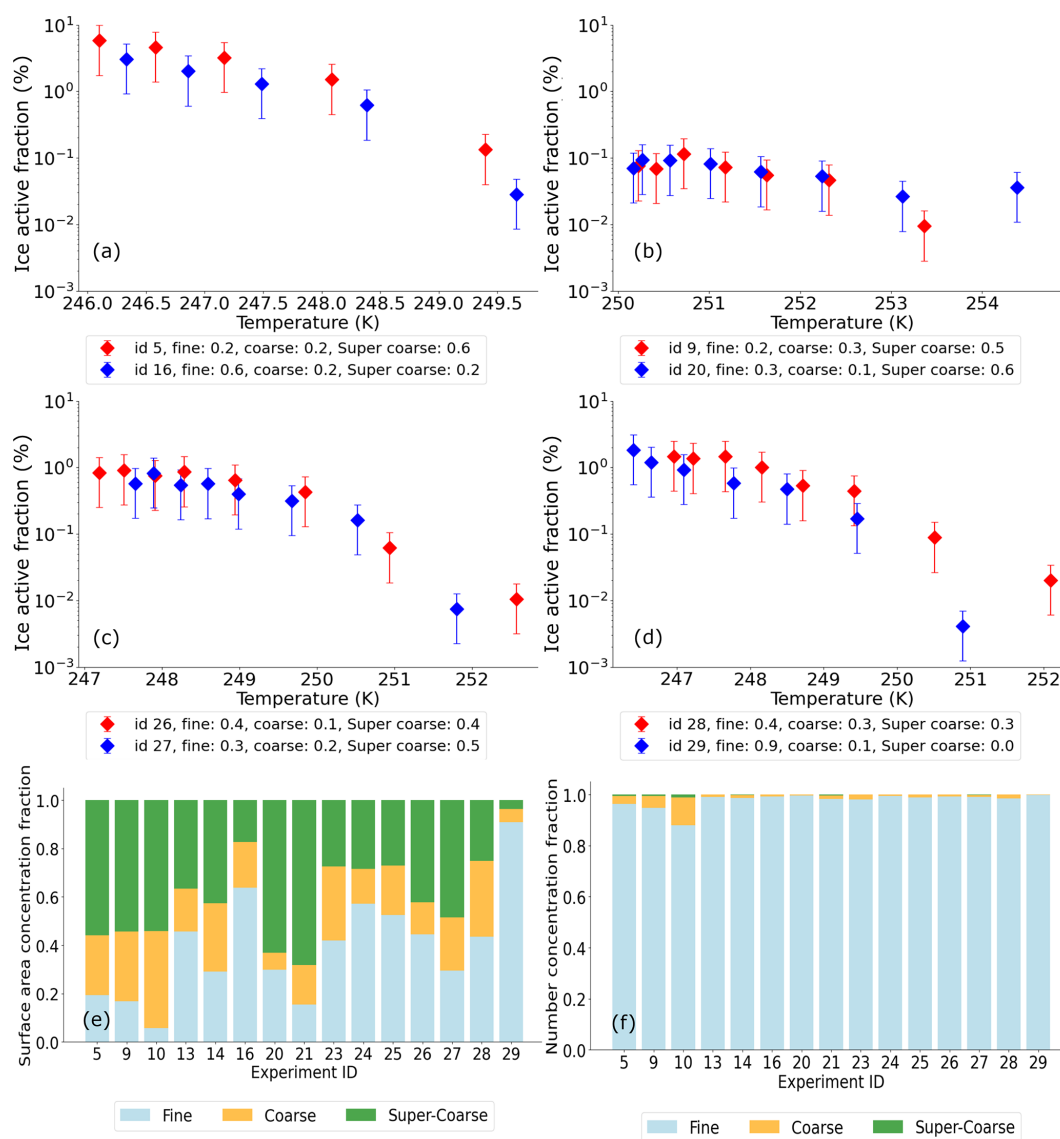 Ice active fraction (%)
10¹
10⁰
10⁻¹
10⁻²
10⁻³
(a)
246.0 246.5 247.0 247.5 248.0 248.5 249.0 249.5
Temperature (K)
id 5, fine: 0.2, coarse: 0.2, Super coarse: 0.6
id 16, fine: 0.6, coarse: 0.2, Super coarse: 0.2
Ice active fraction (%)
10¹
10⁰
10⁻¹
10⁻²
10⁻³
(b)
250 251 252 253 254
Temperature (K)
id 9, fine: 0.2, coarse: 0.3, Super coarse: 0.5
id 20, fine: 0.3, coarse: 0.1, Super coarse: 0.6
Ice active fraction (%)
10¹
10⁰
10⁻¹
10⁻²
10⁻³
(c)
247 248 249 250 251 252
Temperature (K)
id 26, fine: 0.4, coarse: 0.1, Super coarse: 0.4
id 27, fine: 0.3, coarse: 0.2, Super coarse: 0.5
Ice active fraction (%)
10¹
10⁰
10⁻¹
10⁻²
10⁻³
(d)
247 248 249 250 251 252
Temperature (K)
id 28, fine: 0.4, coarse: 0.3, Super coarse: 0.3
id 29, fine: 0.9, coarse: 0.1, Super coarse: 0.0
Surface area concentration fraction
1.0
0.8
0.6
0.4
0.2
0.0
(e)
5 9 10 13 14 16 20 21 23 24 25 26 27 28 29
Experiment ID
Fine Coarse Super-Coarse
Number concentration fraction
1.0
0.8
0.6
0.4
0.2
0.0
(f)
5 9 10 13 14 16 20 21 23 24 25 26 27 28 29
Experiment ID
Fine Coarse Super-Coarse